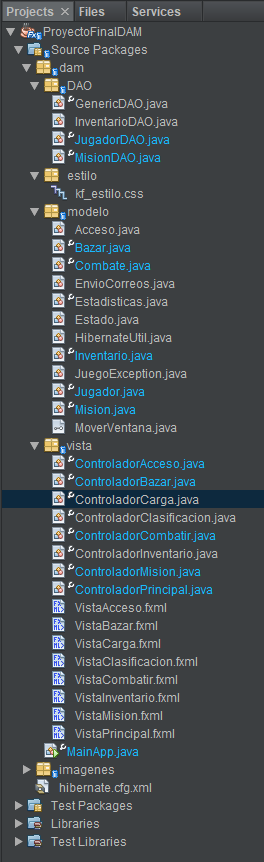 Projects Files Services
ProyectoFinalDAM
Source Packages
dam
DAO
GenericDAO.java
InventarioDAO.java
JugadorDAO.java
MisionDAO.java
estilo
kf_estilo.css
modelo
Acceso.java
Bazar.java
Combate.java
EnvioCorreos.java
Estadisticas.java
Estado.java
HibernateUtil.java
Inventario.java
JuegoException.java
Jugador.java
Mision.java
MoverVentana.java
vista
ControladorAcceso.java
ControladorBazar.java
ControladorCarga.java
ControladorClasificacion.java
ControladorCombatir.java
ControladorInventario.java
ControladorMision.java
ControladorPrincipal.java
VistaAcceso.fxml
VistaBazar.fxml
VistaCarga.fxml
VistaClasificacion.fxml
VistaCombatir.fxml
VistaInventario.fxml
VistaMision.fxml
VistaPrincipal.fxml
MainApp.java
imagenes
hibernate.cfg.xml
Test Packages
Libraries
Test Libraries